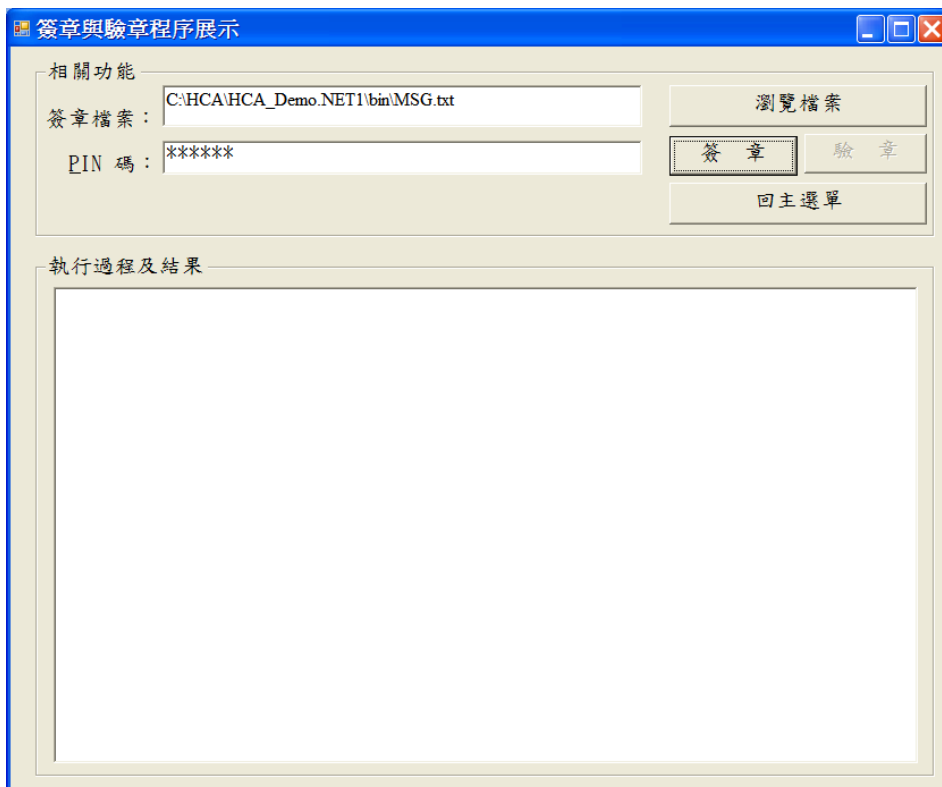 簽章與驗章程序展示
相關功能
簽章檔案：
C:\HCA\HCA_Demo.NET1\bin\MSG.txt
瀏覽檔案
PIN 碼：
******
簽 章
驗 章
回主選單
執行過程及結果